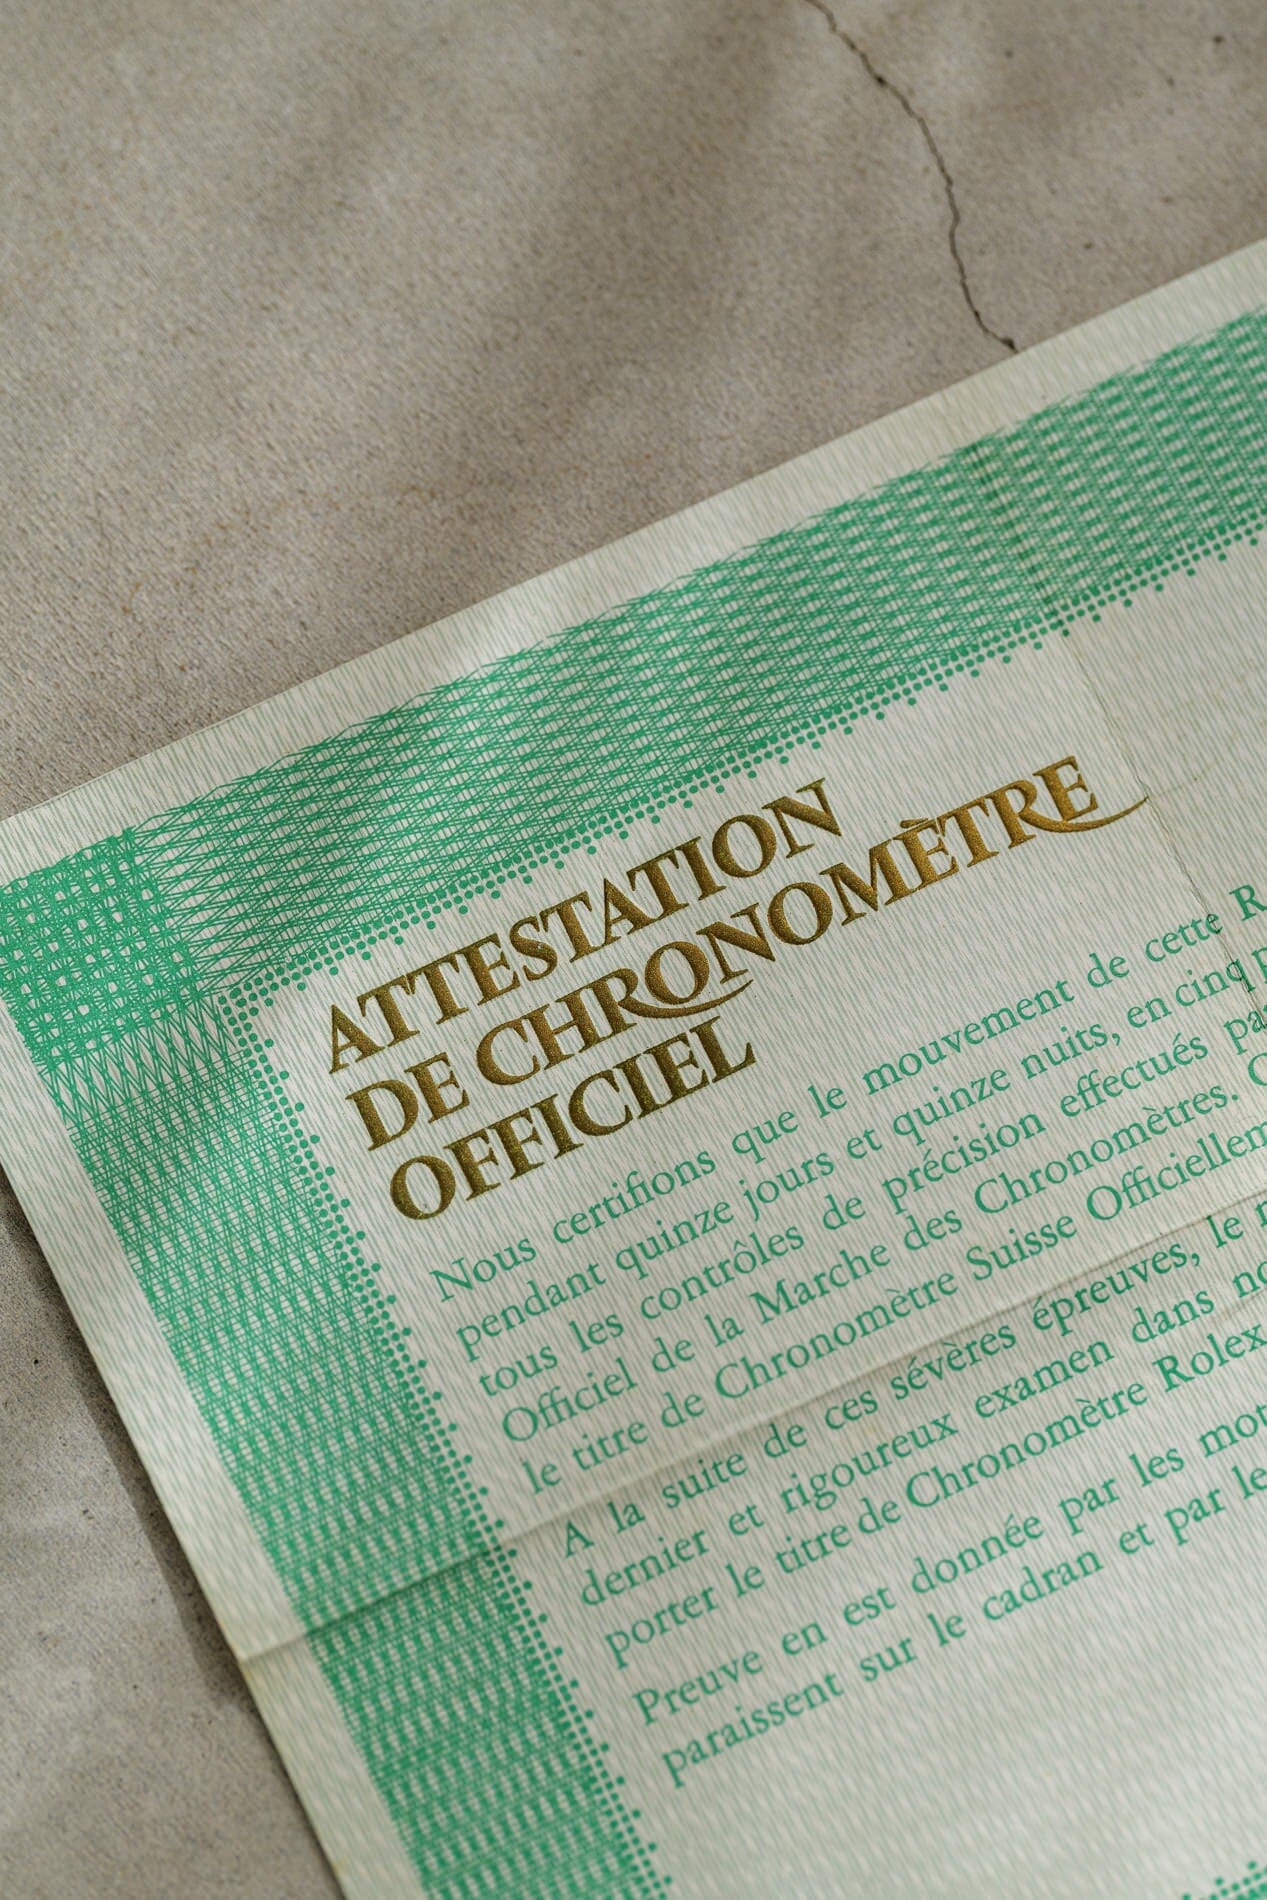 ATTESTATION
DE CHRONOMÈTRE
OFFICIEL
Nous certifions que le mouvement de cette
pendant quinze jours et quinze nuits, en cinq
tous les contrôles de précision effectués
Officiel de la Marche des Chronomètres.
le titre de Chronomètre Suisse
A la suite de ces sévères épreuves, le
dernier et rigoureux examen dans
porter le titre de Chronomètre Rolex
Preuve en est donnée par les
paraissent sur le cadran et par